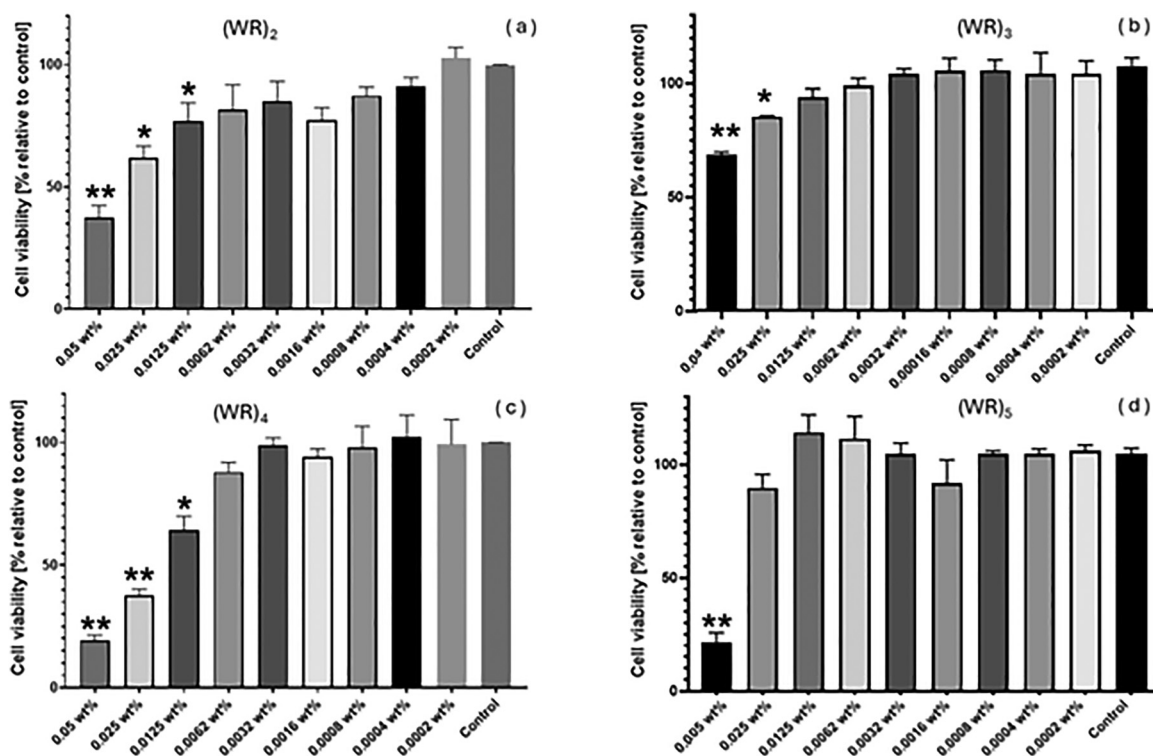 (WR)2
(a)
Cell viability [% relative to control]
100
50
0
**
*
*
0.05 wt%
0.025 wt%
0.0125 wt%
0.0062 wt%
0.0032 wt%
0.0016 wt%
0.0008 wt%
0.0004 wt%
0.0002 wt%
Control
(WR)3
(b)
Cell viability [% relative to control]
100
50
0
**
*
wt%
0.025 wt%
0.0125 wt%
0.0062 wt%
0.0032 wt%
0.00016 wt%
0.0008 wt%
0.0004 wt%
0.0002 wt%
Control
(WR)4
(c)
Cell viability [% relative to control]
100
50
0
**
**
*
0.05 wt%
0.025 wt%
0.0125 wt%
0.0062 wt%
0.0032 wt%
0.0016 wt%
0.0008 wt%
0.0004 wt%
0.0002 wt%
Control
(WR)5
(d)
Cell viability [% relative to control]
100
50
0
**
0.005 wt%
0.025 wt%
0.0125 wt%
0.0062 wt%
0.0032 wt%
0.0016 wt%
0.0008 wt%
0.0004 wt%
0.0002 wt%
Control